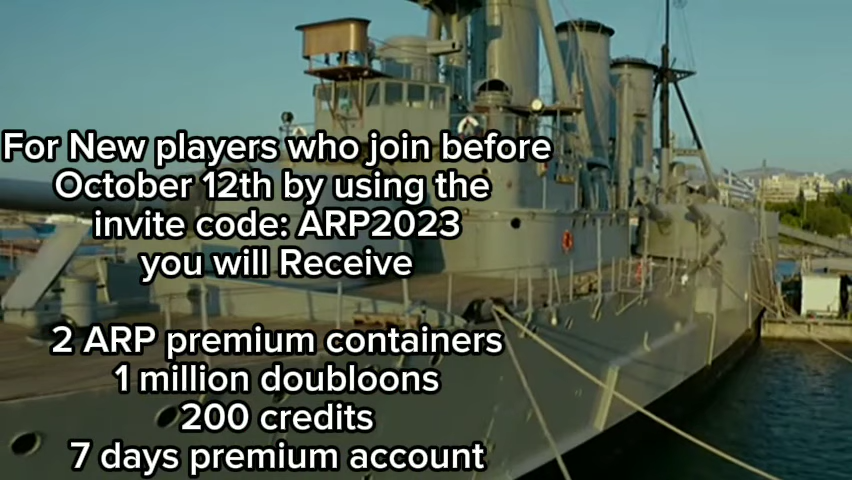 For New players who join before
October 12th by using the
invite code: ARP2023
you will Receive
2 ARP premium containers
1 million doubloons
200 credits
7 days premium account